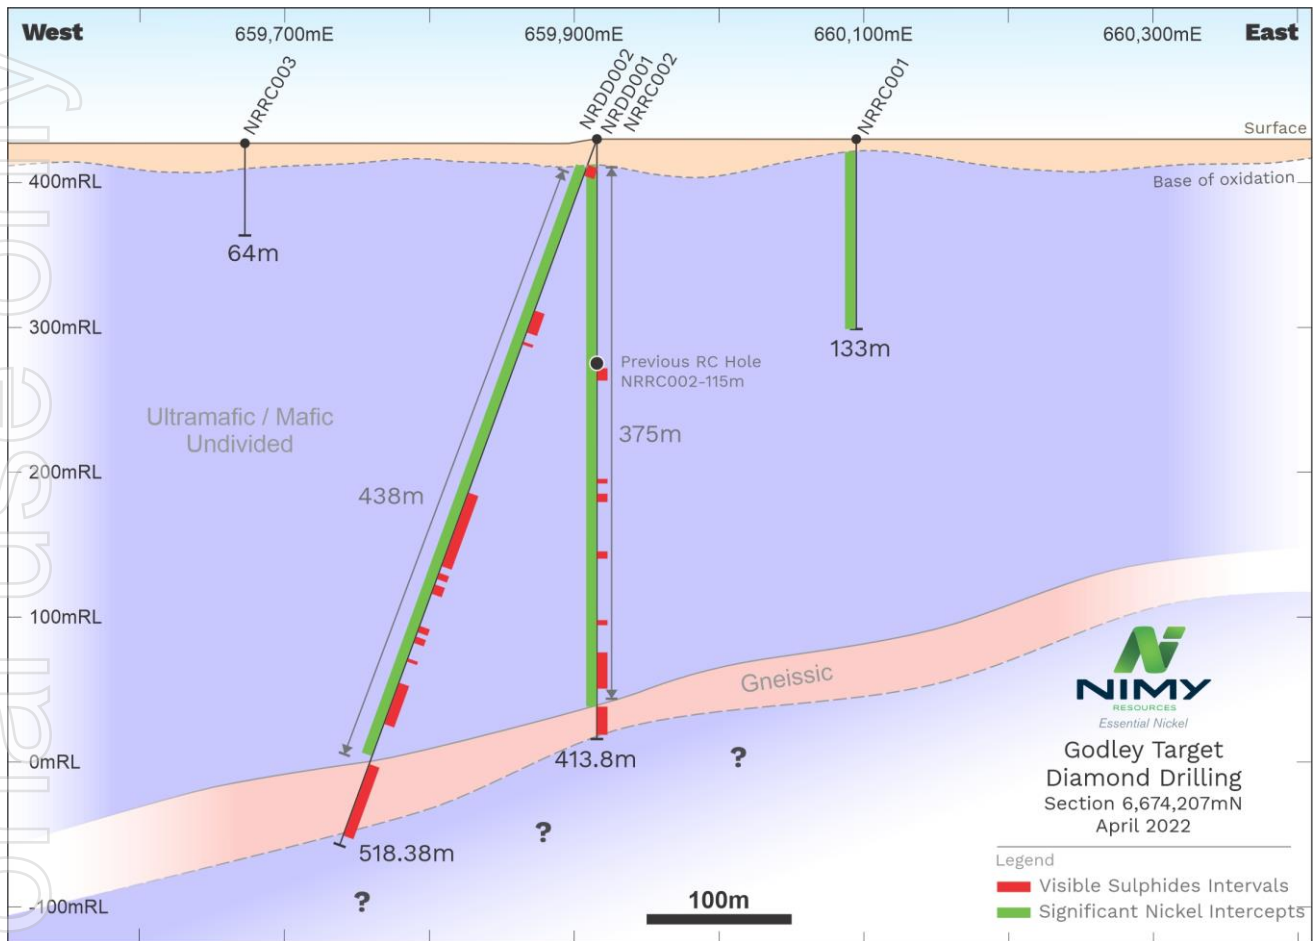 West
659,700mE
659,900mE
660,100mE
660,300mE
East
NRRC003
NRDD002
NRDD001
NRRC002
NRRC001
Surface
Base of oxidation
400mRL
300mRL
200mRL
100mRL
0mRL
-100mRL
64m
133m
Previous RC Hole
NRRC002-115m
Ultramafic / Mafic
Undivided
375m
438m
Gneissic
413.8m
518.38m
?
?
?
100m
NIMY
RESOURCES
Essential Nickel
Godley Target
Diamond Drilling
Section 6,674,207mN
April 2022
Legend
Visible Sulphides Intervals
Significant Nickel Intercepts
onal use only